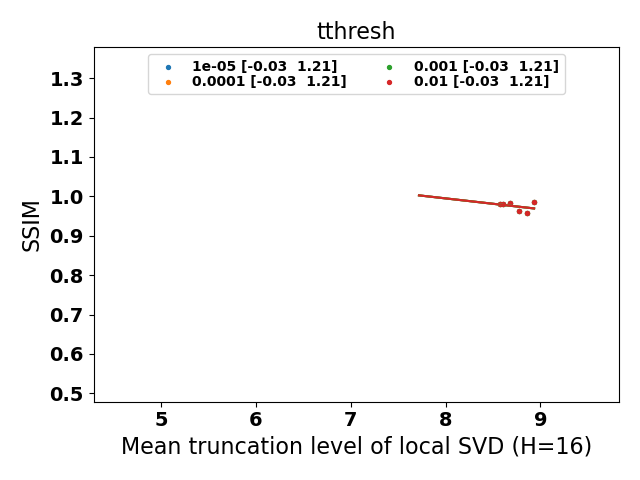 tthresh
1e-05 [-0.03  1.21]
0.0001 [-0.03  1.21]
0.001 [-0.03  1.21]
0.01 [-0.03  1.21]
SSIM
1.3
1.2
1.1
1.0
0.9
0.8
0.7
0.6
0.5
5 6 7 8 9
Mean truncation level of local SVD (H=16)